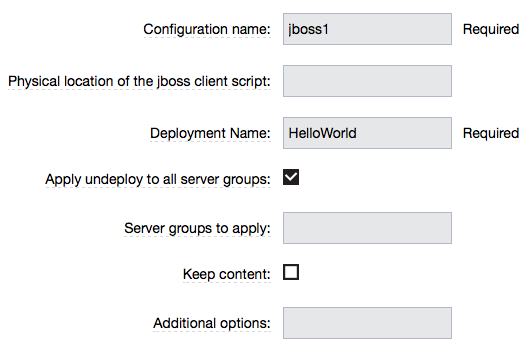 Configuration name: jboss1 Required
Physical location of the jboss client script:
Deployment Name: HelloWorld Required
Apply undeploy to all server groups:
Server groups to apply:
Keep content:
Additional options: